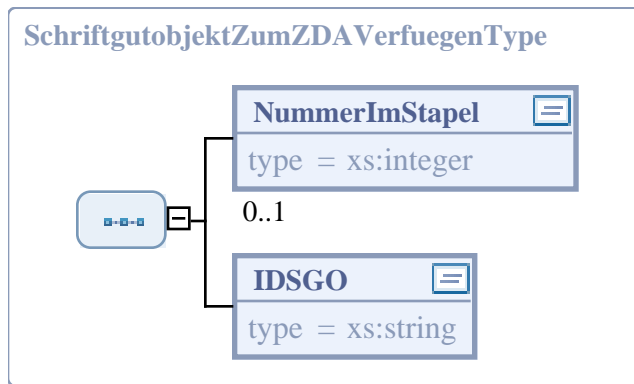 SchriftgutobjektZumZDAVerfuegenType
NummerImStapel
type = xs:integer
0..1
IDSGO
type = xs:string